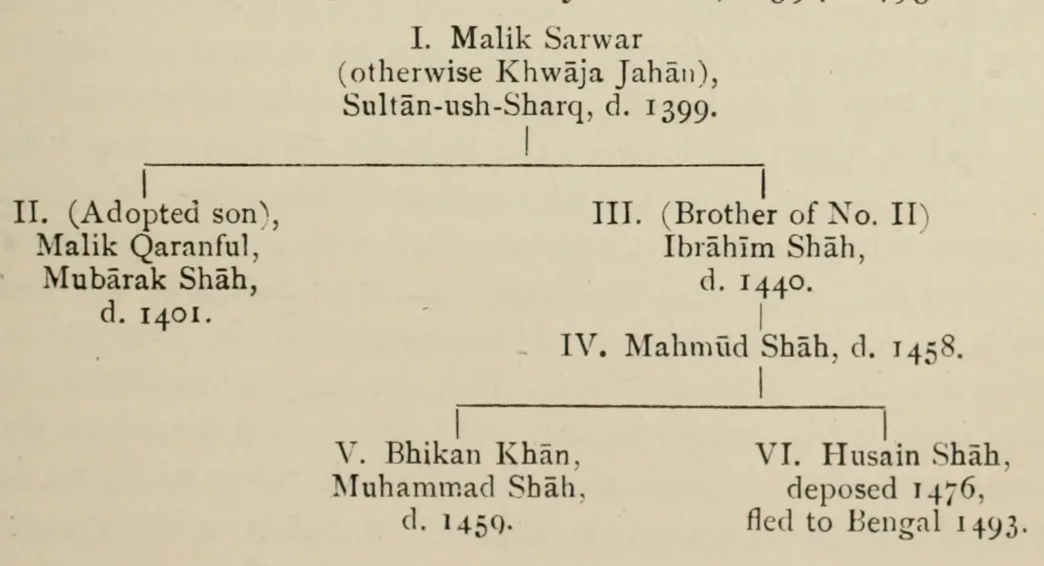 I. Malik Sarwar
(otherwise Khwāja Jahān),
Sultān-ush-Sharq, d. 1399.
II. (Adopted son),
Malik Qaranful,
Mubārak Shāh,
d. 1401.
III. (Brother of No. II)
Ibrāhīm Shāh,
d. 1440.
IV. Mahmūd Shāh, d. 1458.
V. Bhikan Khān,
Muhammad Shāh,
d. 1459.
VI. Husain Shāh,
deposed 1476,
fled to Bengal 1493.